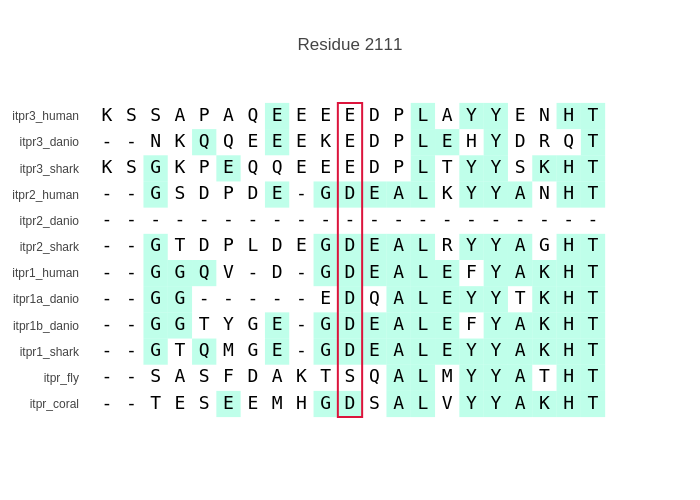 Residue 2111
itpr3_human K S S A P A Q E E E E D P L A Y Y E N H T
itpr3_danio - - N K Q Q E E E K E D P L E H Y D R Q T
itpr3_shark K S G K P E Q Q E E E D P L T Y Y S K H T
itpr2_human - - G S D P D E - G D E A L K Y Y A N H T
itpr2_danio - - - - - - - - - - - - - - - - - - - - -
itpr2_shark - - G T D P L D E G D E A L R Y Y A G H T
itpr1_human - - G G Q V - D - G D E A L E F Y A K H T
itpr1a_danio - - G G - - - - - E D Q A L E Y Y T K H T
itpr1b_danio - - G G T Y G E - G D E A L E F Y A K H T
itpr1_shark - - G T Q M G E - G D E A L E Y Y A K H T
itpr_fly - - S A S F D A K T S Q A L M Y Y A T H T
itpr_coral - - T E S E E M H G D S A L V Y Y A K H T